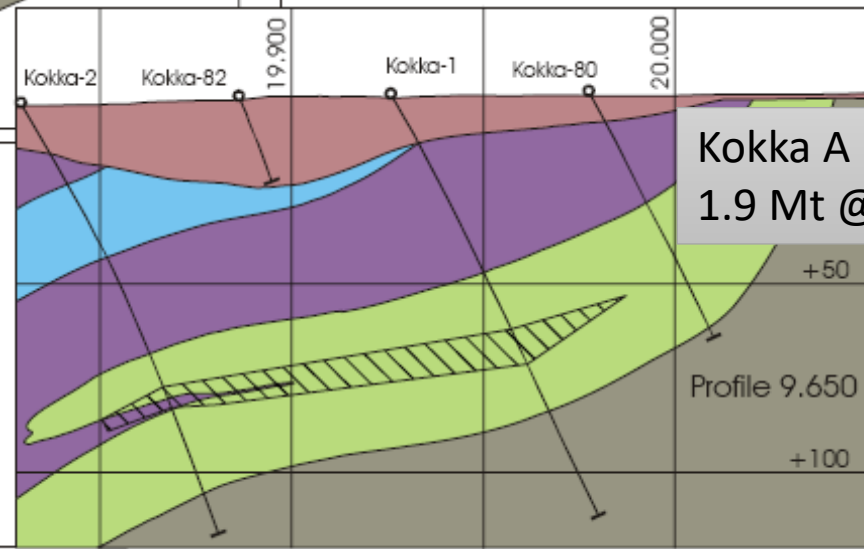 Kokka-2
Kokka-82
19.900
Kokka-1
Kokka-80
20.000
Kokka A
1.9 Mt @
+50
Profile 9.650
+100